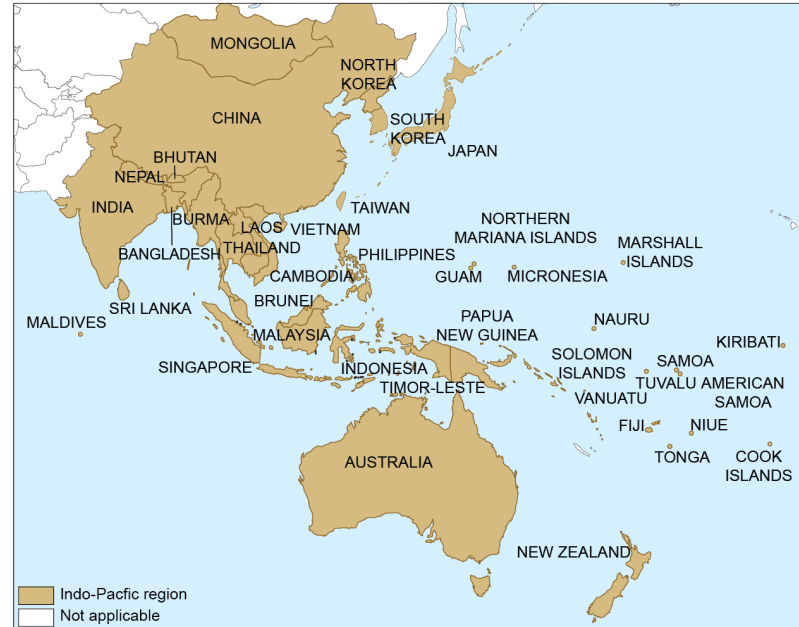 MONGOLIA
NORTH
KOREA
CHINA
SOUTH
KOREA
JAPAN
BHUTAN
NEPAL
INDIA
BURMA
LAOS
VIETNAM
TAIWAN
BANGLADESH
THAILAND
PHILIPPINES
NORTHERN
MARIANA ISLANDS
MARSHALL
ISLANDS
GUAM
MICRONESIA
CAMBODIA
SRI LANKA
BRUNEI
MALDIVES
MALAYSIA
PAPUA
NEW GUINEA
NAURU
KIRIBATI
SINGAPORE
INDONESIA
TIMOR-LESTE
SOLOMON
ISLANDS
SAMOA
TUVALU
AMERICAN
SAMOA
VANUATU
FIJI
NIUE
TONGA
COOK
ISLANDS
AUSTRALIA
NEW ZEALAND
Indo-Pacfic region
Not applicable